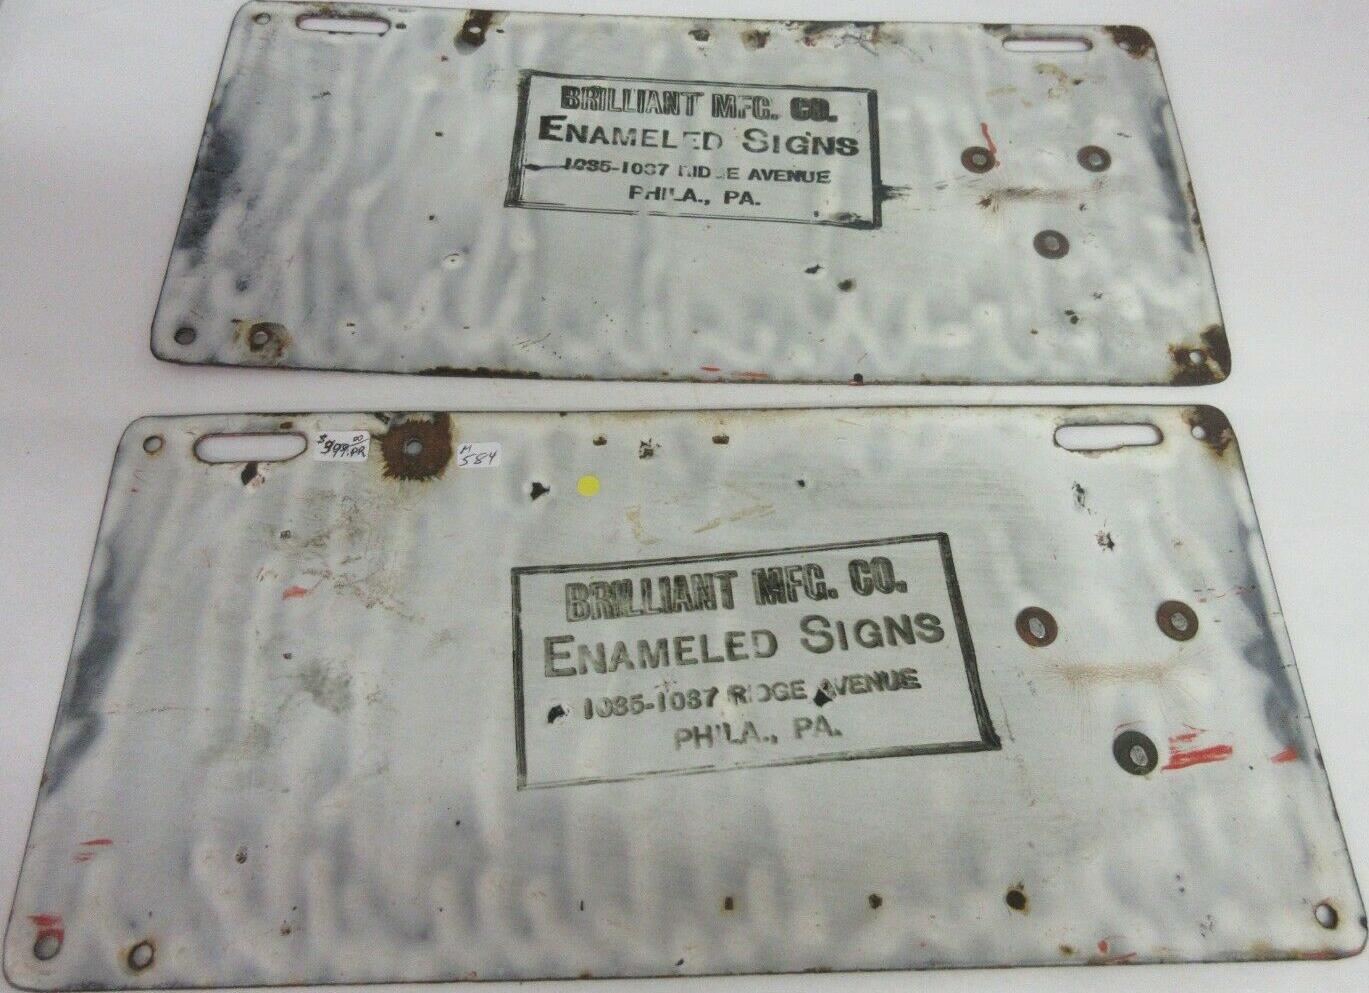 BRILLIANT MFG. CO.
ENAMELED SIGNS
1035-1037 RIDGE AVENUE
PHILA., PA.
M
584
BRILLIANT MFG. CO.
ENAMELED SIGNS
1035-1037 RIDGE AVENUE
PHILA., PA.